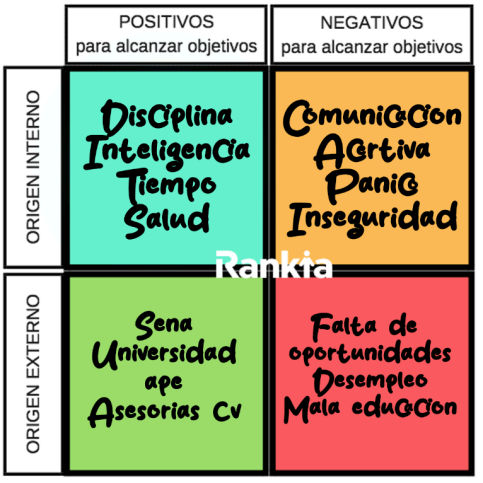 POSITIVOS
para alcanzar objetivos
NEGATIVOS
para alcanzar objetivos
ORIGEN INTERNO
Disciplina
Inteligencia
Tiempo
Salud
Comunicacion
Acertiva
Panico
Inseguridad
Rankia
ORIGEN EXTERNO
Sena
Universidad
ape
Asesorias cv
Falta de
oportunidades
Desempleo
Mala educacion